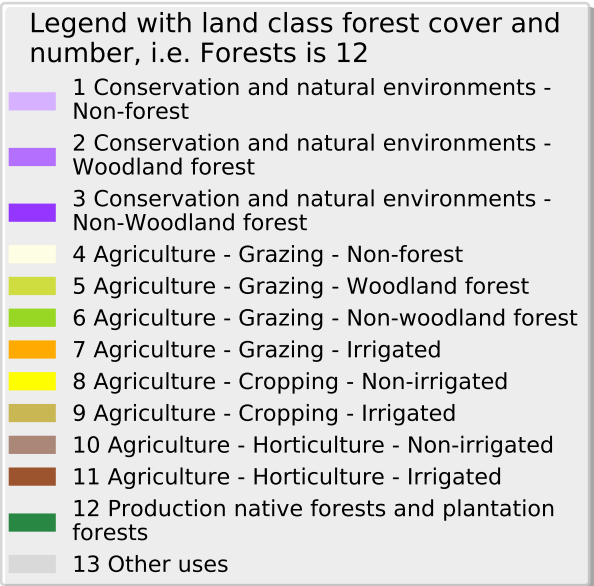 Legend with land class forest cover and
number, i.e. Forests is 12
1 Conservation and natural environments -
Non-forest
2 Conservation and natural environments -
Woodland forest
3 Conservation and natural environments -
Non-Woodland forest
4 Agriculture - Grazing - Non-forest
5 Agriculture - Grazing - Woodland forest
6 Agriculture - Grazing - Non-woodland forest
7 Agriculture - Grazing - Irrigated
8 Agriculture - Cropping - Non-irrigated
9 Agriculture - Cropping - Irrigated
10 Agriculture - Horticulture - Non-irrigated
11 Agriculture - Horticulture - Irrigated
12 Production native forests and plantation
forests
13 Other uses